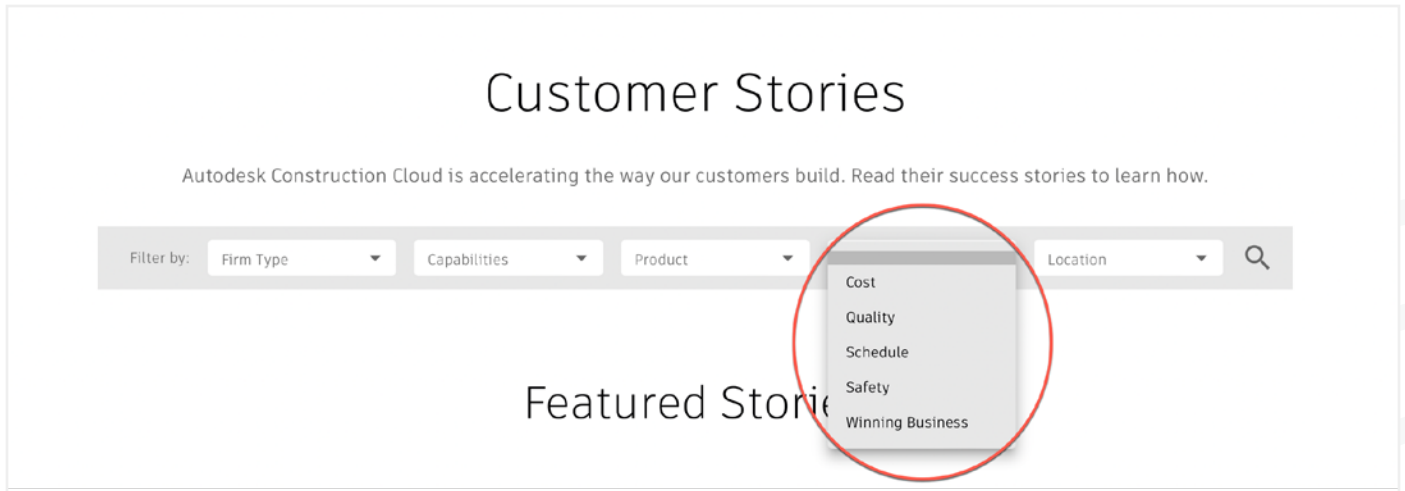 Customer Stories
Autodesk Construction Cloud is accelerating the way our customers build. Read their success stories to learn how.
Filter by: Firm Type Capabilities Product Location
Cost
Quality
Schedule
Safety
Winning Business
Featured Storie